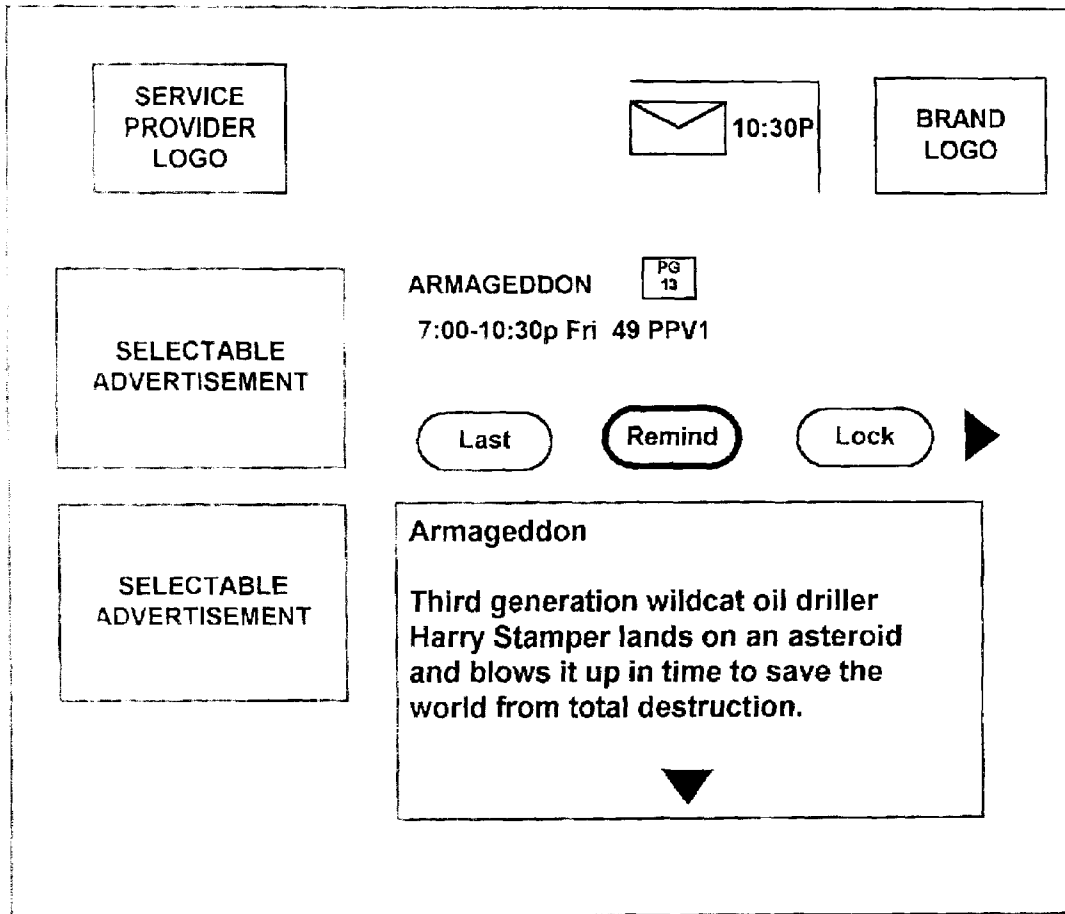 SERVICE
PROVIDER
LOGO
10:30P
BRAND
LOGO
SELECTABLE
ADVERTISEMENT
ARMAGEDDON
PG
13
7:00-10:30p Fri 49 PPV1
Last
Remind
Lock
SELECTABLE
ADVERTISEMENT
Armageddon
Third generation wildcat oil driller
Harry Stamper lands on an asteroid
and blows it up in time to save the
world from total destruction.